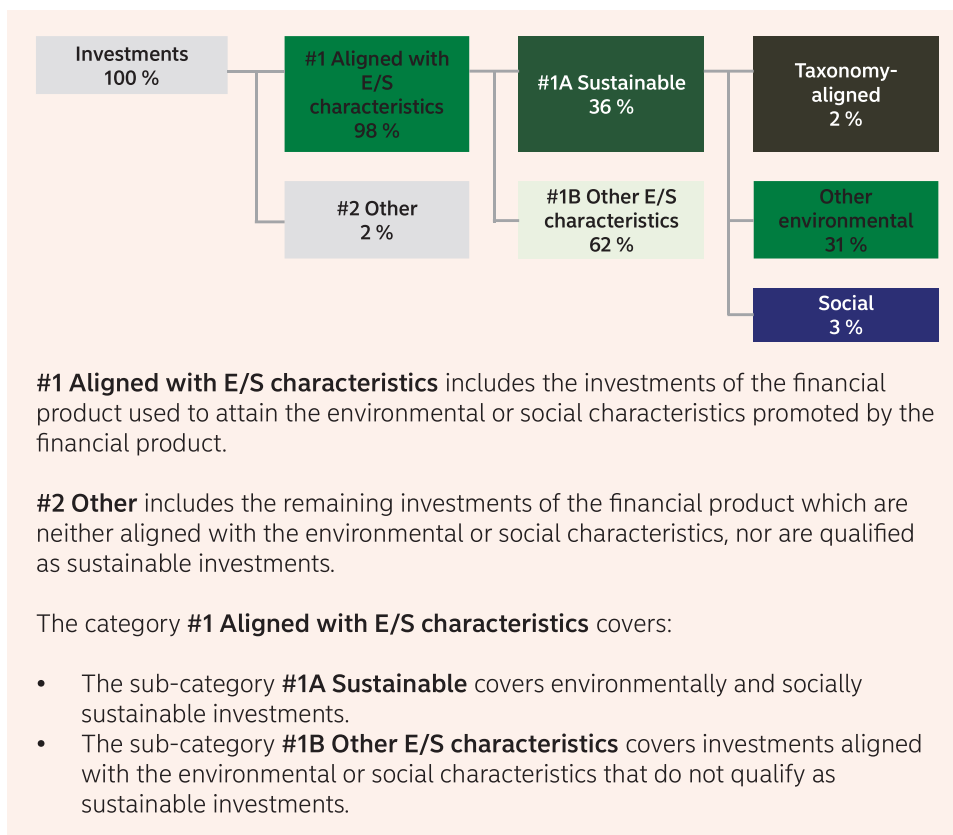 Investments
100 %
#1 Aligned with
E/S
characteristics
98 %
#1A Sustainable
36 %
Taxonomy-
aligned
2 %
#2 Other
2 %
#1B Other E/S
characteristics
62 %
Other
environmental
31 %
Social
3 %
#1 Aligned with E/S characteristics includes the investments of the financial
product used to attain the environmental or social characteristics promoted by the
financial product.
#2 Other includes the remaining investments of the financial product which are
neither aligned with the environmental or social characteristics, nor are qualified
as sustainable investments.
The category #1 Aligned with E/S characteristics covers:
• The sub-category #1A Sustainable covers environmentally and socially
sustainable investments.
• The sub-category #1B Other E/S characteristics covers investments aligned
with the environmental or social characteristics that do not qualify as
sustainable investments.